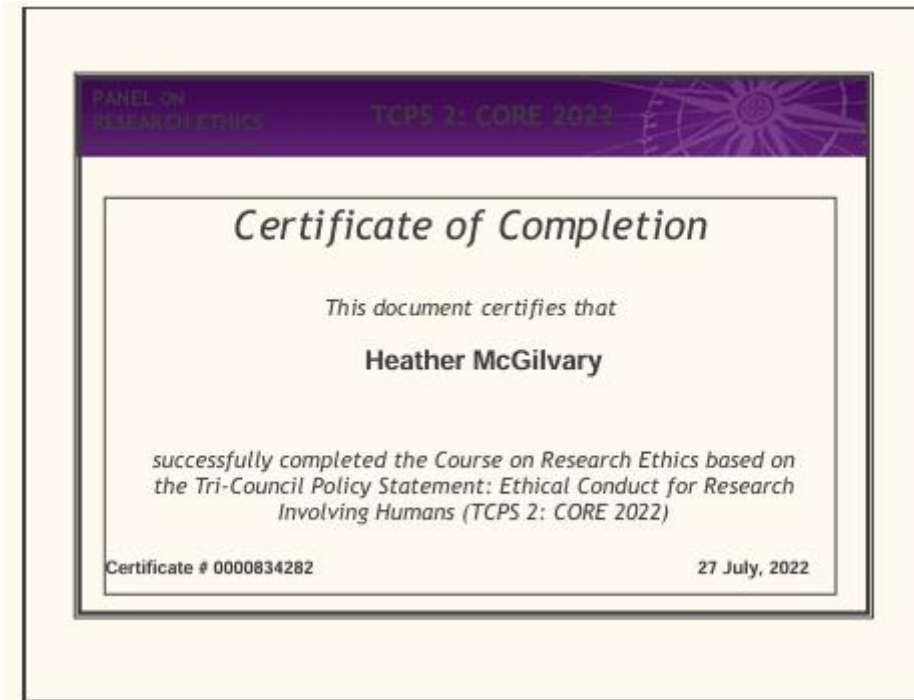 PANEL ON
RESEARCH ETHICS
TCPS 2: CORE 2022
Certificate of Completion
This document certifies that
Heather McGilvary
successfully completed the Course on Research Ethics based on
the Tri-Council Policy Statement: Ethical Conduct for Research
Involving Humans (TCPS 2: CORE 2022)
Certificate # 0000834282
27 July, 2022